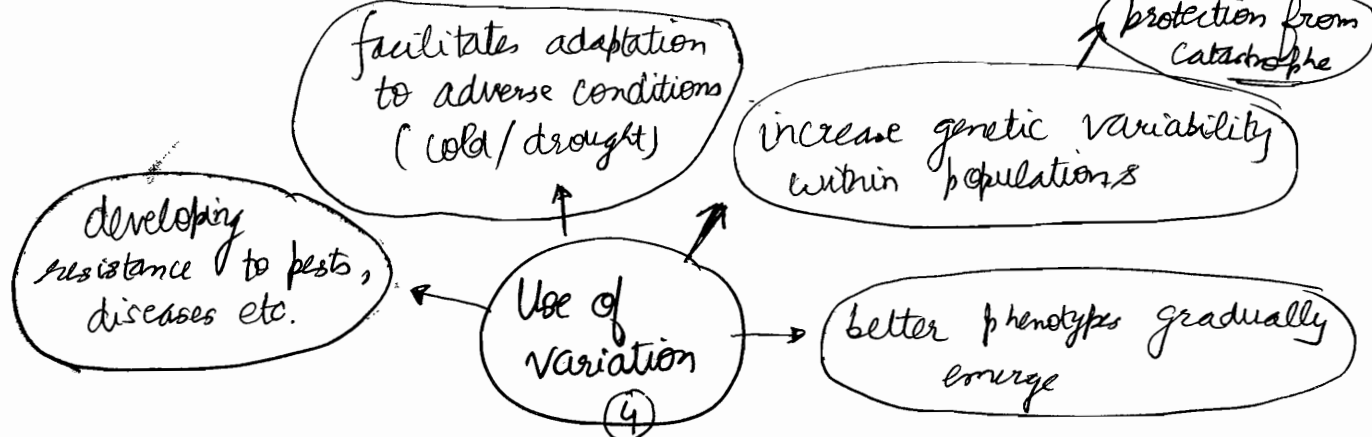 facilitates adaptation
to adverse conditions
(cold/drought)
protection from
catastrophe
increase genetic variability
within populations
developing
resistance to pests,
diseases etc.
Use of
variation
4
better phenotypes gradually
emerge